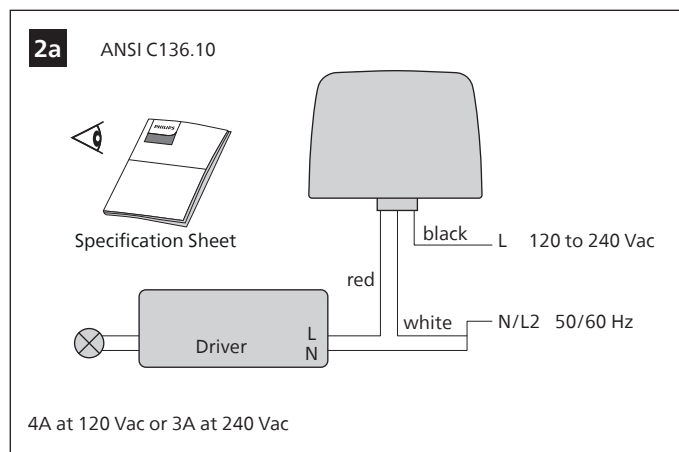 2a ANSI C136.10
PHILIPS
Specification Sheet
black L 120 to 240 Vac
red
white N/L2 50/60 Hz
L
Driver
N
4A at 120 Vac or 3A at 240 Vac